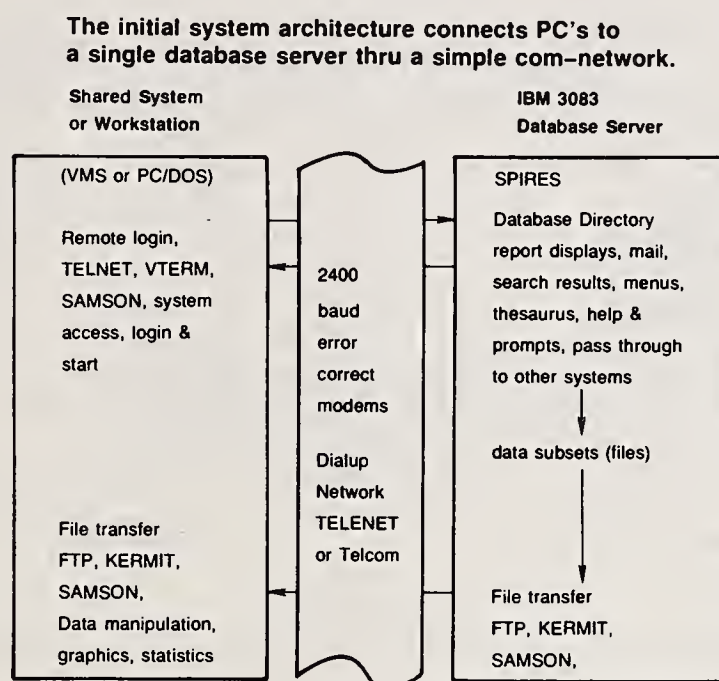 The initial system architecture connects PC's to
a single database server thru a simple com-network.
Shared System
or Workstation
IBM 3083
Database Server
(VMS or PC/DOS)
Remote login,
TELNET, VTERM,
SAMSON, system
access, login &
start
File transfer
FTP, KERMIT,
SAMSON,
Data manipulation,
graphics, statistics
2400
baud
error
correct
modems
Dialup
Network
TELENET
or Telcom
SPIRES
Database Directory
report displays, mail,
search results, menus,
thesaurus, help &
prompts, pass through
to other systems
data subsets (files)
File transfer
FTP, KERMIT,
SAMSON,